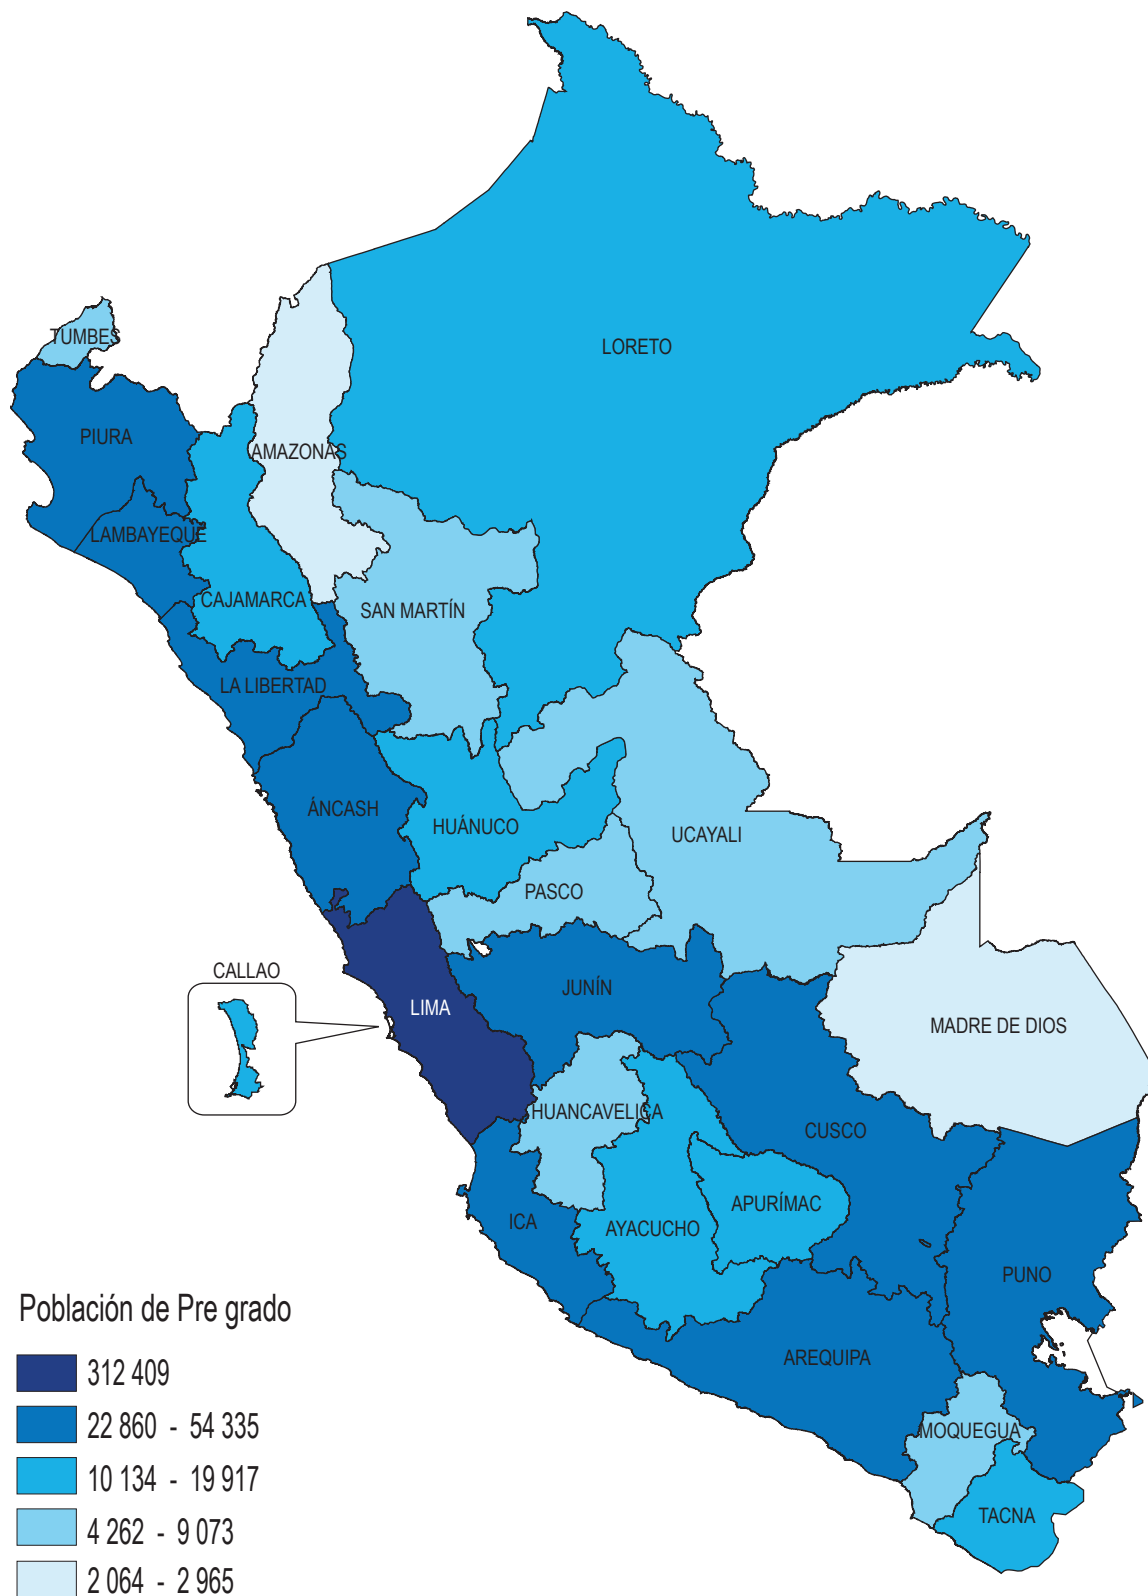 TUMBES
LORETO
PIURA
AMAZONAS
LAMBAYEQUE
CAJAMARCA
SAN MARTÍN
LA LIBERTAD
ÁNCASH
HUÁNUCO
UCAYALI
PASCO
CALLAO
JUNÍN
LIMA
MADRE DE DIOS
HUANCAVELICA
CUSCO
APURÍMAC
ICA
AYACUCHO
PUNO
AREQUIPA
MOQUEGUA
TACNA
Población de Pre grado
312 409
22 860 - 54 335
10 134 - 19 917
4 262 - 9 073
2 064 - 2 965